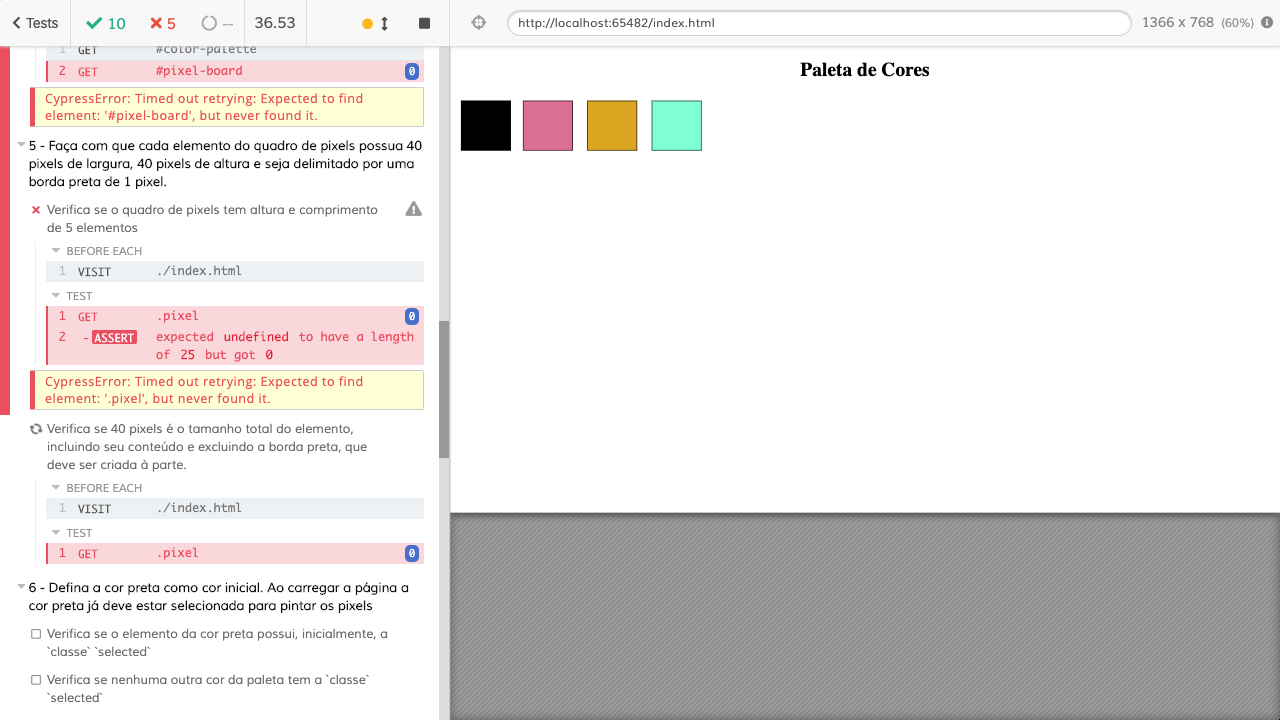 Tests
10
5
--
36.53
http://localhost:65482/index.html
1366 x 768 (60%)
1 GET #color-palette
2 GET #pixel-board 0
CypressError: Timed out retrying: Expected to find
element: '#pixel-board', but never found it.
5 - Faça com que cada elemento do quadro de pixels possua 40
pixels de largura, 40 pixels de altura e seja delimitado por uma
borda preta de 1 pixel.
Verifica se o quadro de pixels tem altura e comprimento
de 5 elementos
BEFORE EACH
1 VISIT ./index.html
TEST
1 GET .pixel 0
2 -ASSERT expected undefined to have a length
of 25 but got 0
CypressError: Timed out retrying: Expected to find
element: '.pixel', but never found it.
Verifica se 40 pixels é o tamanho total do elemento,
incluindo seu conteúdo e excluindo a borda preta, que
deve ser criada à parte.
BEFORE EACH
1 VISIT ./index.html
TEST
1 GET .pixel 0
6 - Defina a cor preta como cor inicial. Ao carregar a página a
cor preta já deve estar selecionada para pintar os pixels
Verifica se o elemento da cor preta possui, inicialmente, a
`classe` `selected`
Verifica se nenhuma outra cor da paleta tem a `classe`
`selected`
Paleta de Cores